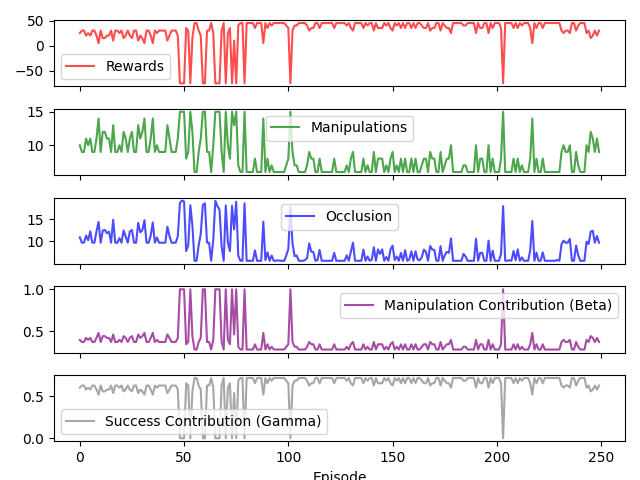 50
0
−50
Rewards
15
10
Manipulations
15
10
Occlusion
1.0
0.5
Manipulation Contribution (Beta)
0.5
0.0
Success Contribution (Gamma)
0 50 100 150 200 250
Episode